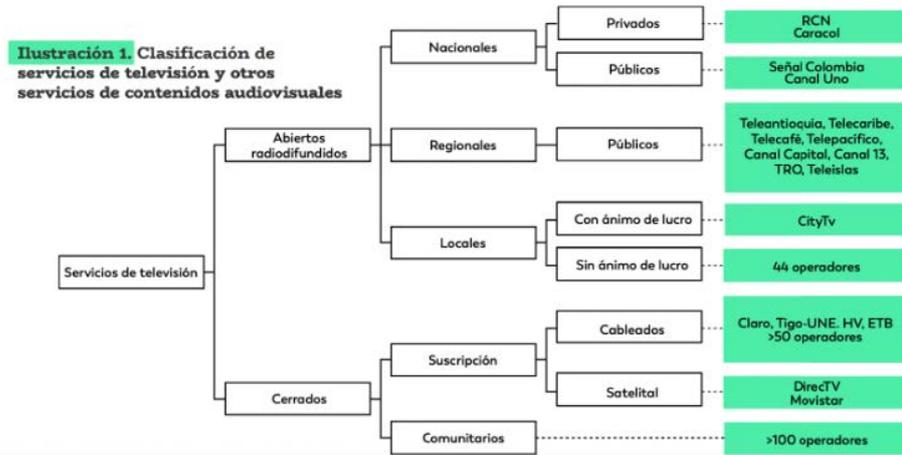 Ilustración 1. Clasificación de
servicios de televisión y otros
servicios de contenidos audiovisuales
Servicios de televisión
Abiertos
radiodifundidos
Cerrados
Nacionales
Regionales
Locales
Suscripción
Comunitarios
Privados
Públicos
Públicos
Con ánimo de lucro
Sin ánimo de lucro
Cableados
Satelital
RCN
Caracol
Señal Colombia
Canal Uno
Teleantioquia, Telecaribe,
Telecafé, Telepacífico,
Canal Capital, Canal 13,
TRO, Teleislas
CityTv
44 operadores
Claro, Tigo-UNE. HV, ETB
>50 operadores
DirecTV
Movistar
>100 operadores